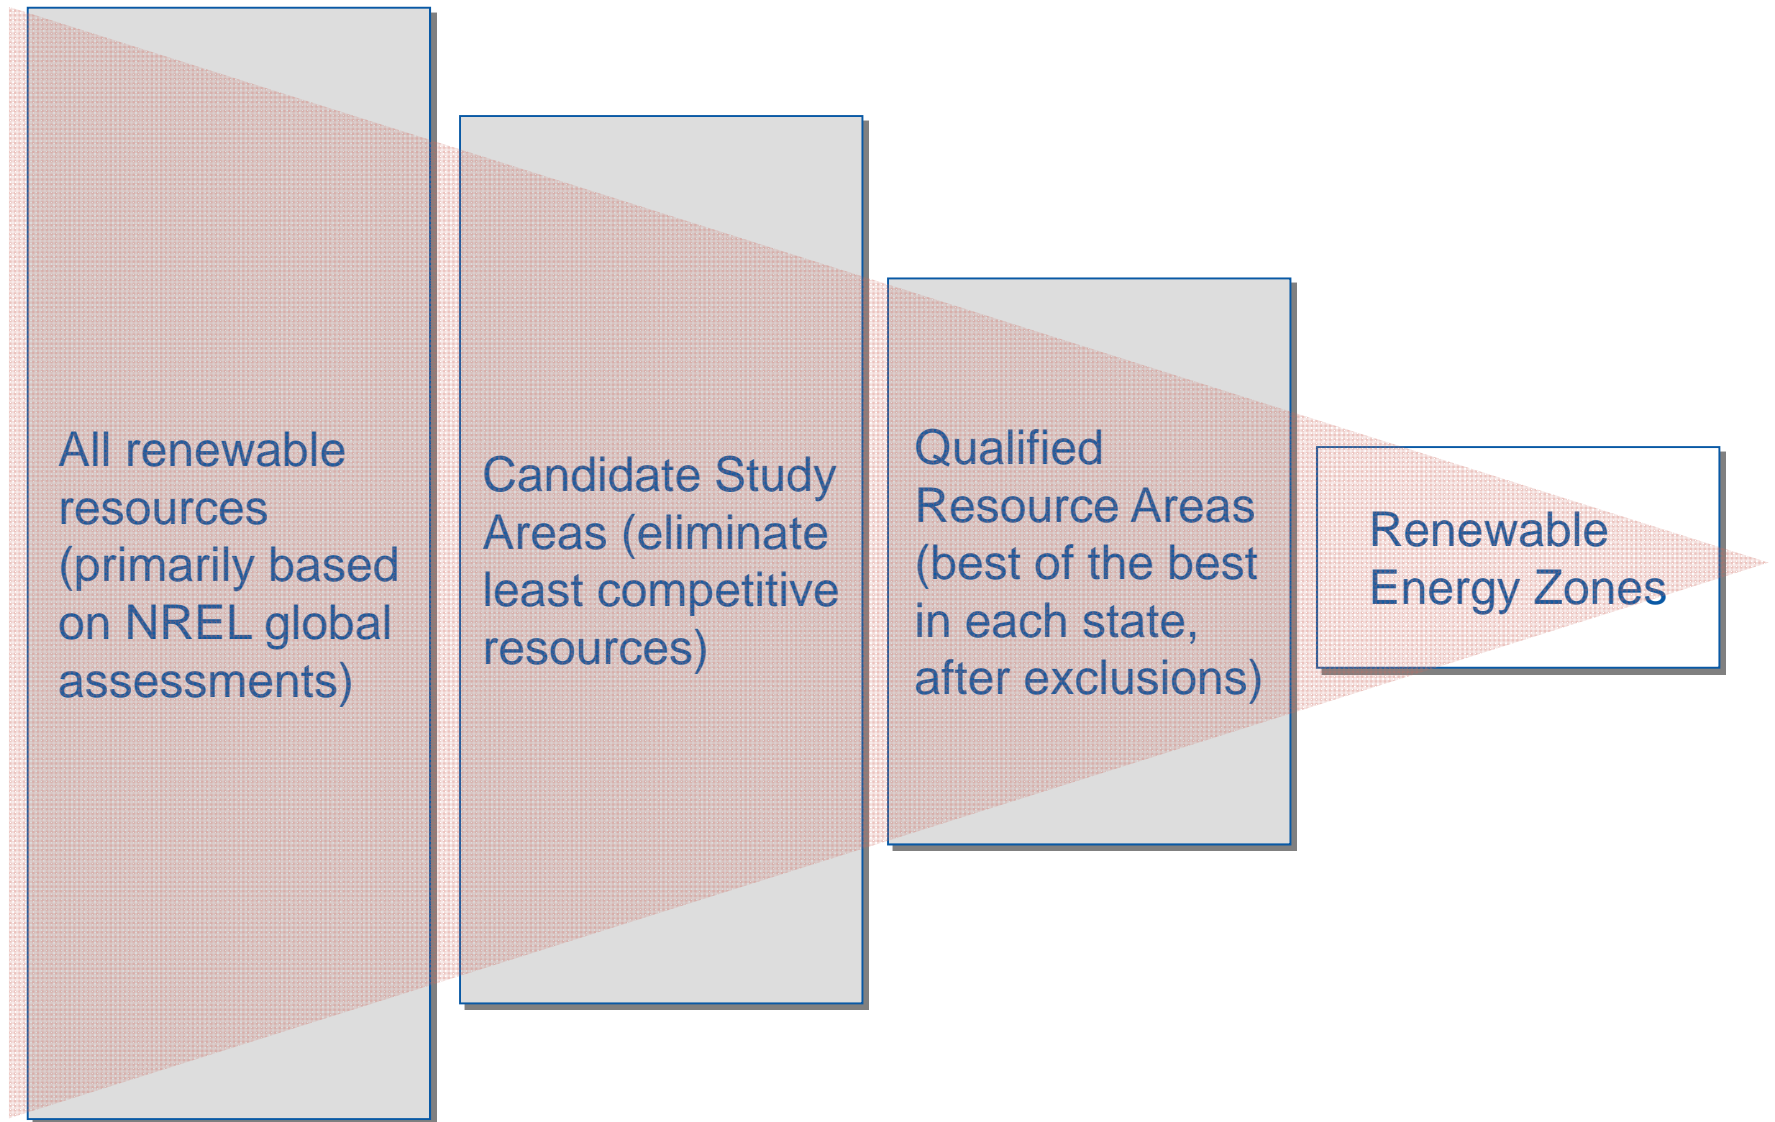 All renewable
resources
(primarily based
on NREL global
assessments)
Candidate Study
Areas (eliminate
least competitive
resources)
Qualified
Resource Areas
(best of the best
in each state,
after exclusions)
Renewable
Energy Zones